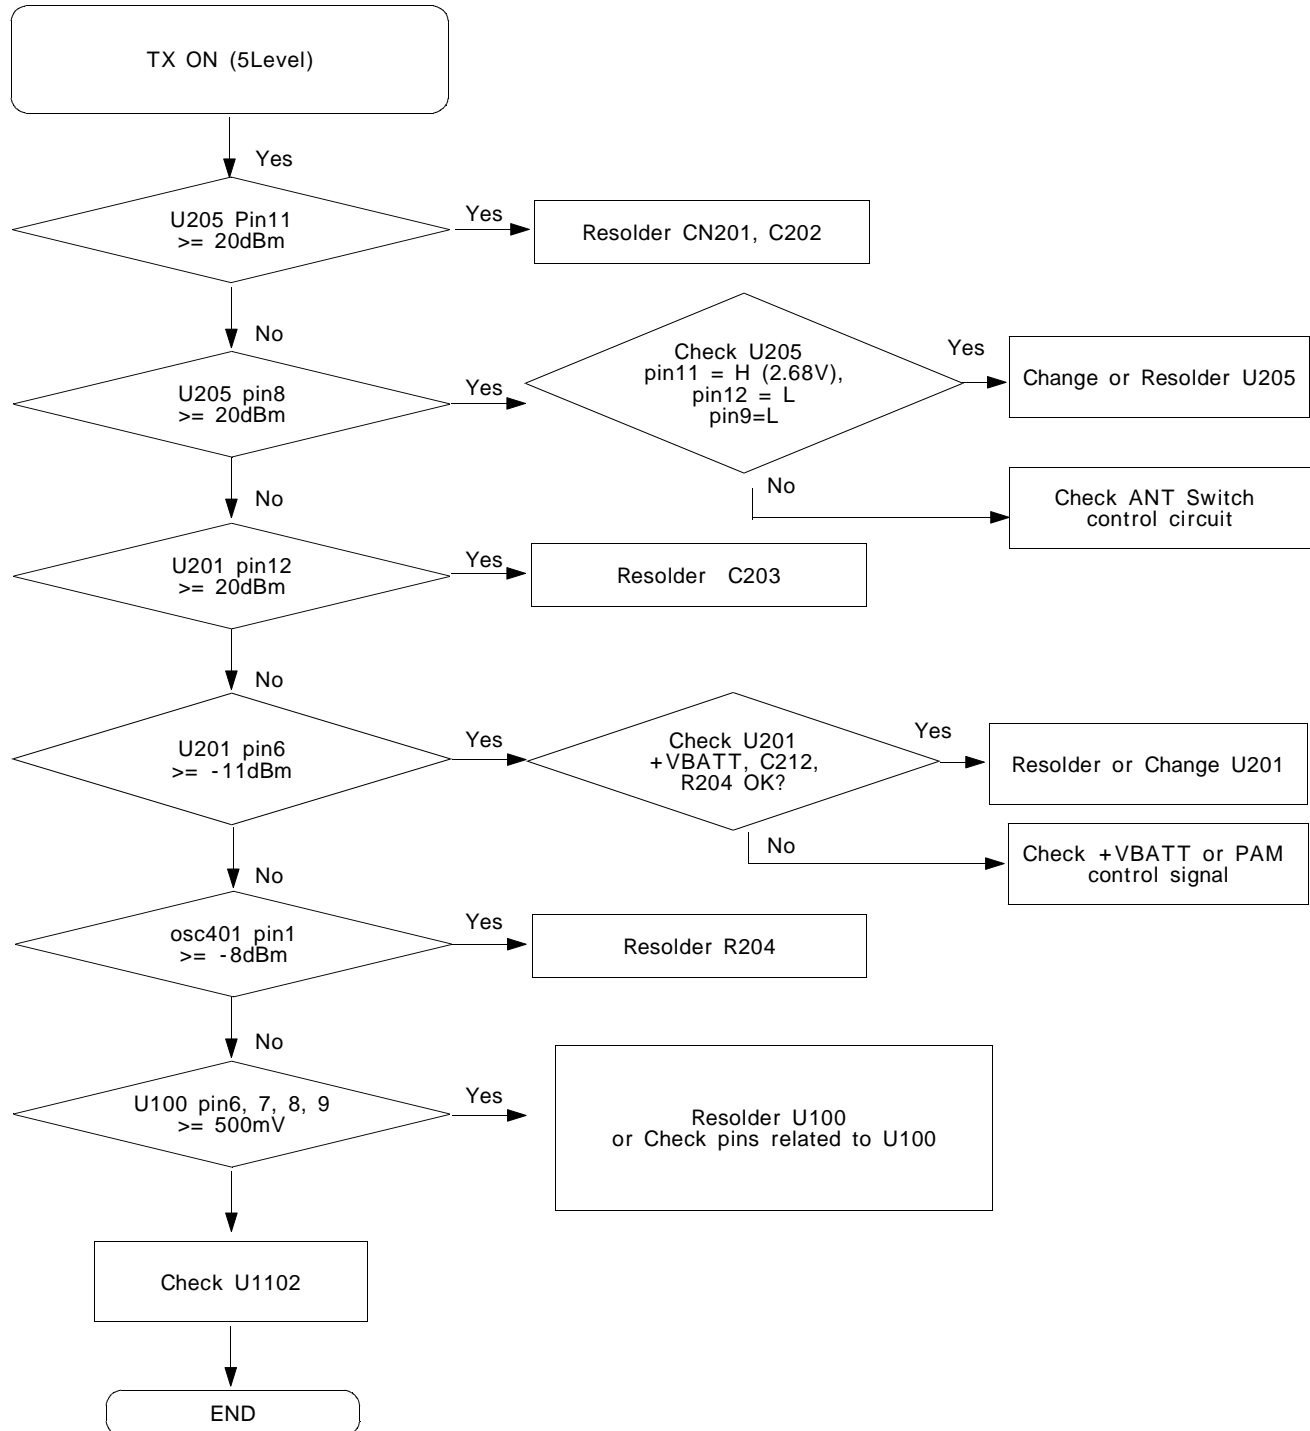 TX ON (5Level)
Yes
U205 Pin11
>= 20dBm
Yes
Resolder CN201, C202
No
U205 pin8
>= 20dBm
Yes
Check U205
pin11 = H (2.68V),
pin12 = L
pin9=L
Yes
Change or Resolder U205
No
Check ANT Switch
control circuit
No
U201 pin12
>= 20dBm
Yes
Resolder C203
No
U201 pin6
>= -11dBm
Yes
Check U201
+VBATT, C212,
R204 OK?
Yes
Resolder or Change U201
No
Check +VBATT or PAM
control signal
No
osc401 pin1
>= -8dBm
Yes
Resolder R204
No
U100 pin6, 7, 8, 9
>= 500mV
Yes
Resolder U100
or Check pins related to U100
Check U1102
END